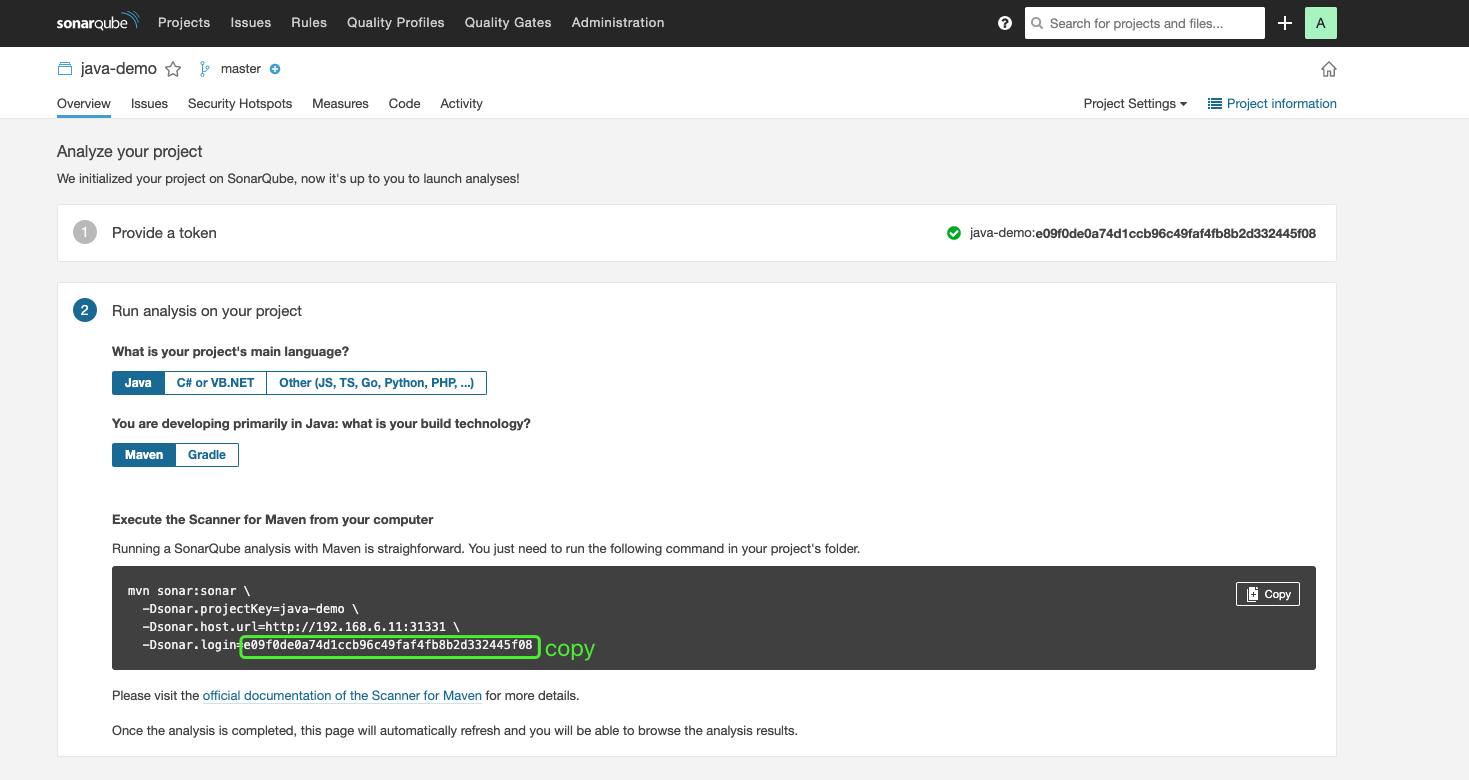 sonarqube Projects Issues Rules Quality Profiles Quality Gates Administration ? Search for projects and files... + A
java-demo master
Overview Issues Security Hotspots Measures Code Activity Project Settings Project information
Analyze your project
We initialized your project on SonarQube, now it's up to you to launch analyses!
1 Provide a token java-demo:e09f0de0a74d1ccb96c49faf4fb8b2d332445f08
2 Run analysis on your project
What is your project's main language?
Java C# or VB.NET Other (JS, TS, Go, Python, PHP, ...)
You are developing primarily in Java: what is your build technology?
Maven Gradle
Execute the Scanner for Maven from your computer
Running a SonarQube analysis with Maven is straighforward. You just need to run the following command in your project's folder.
mvn sonar:sonar \ Copy
-Dsonar.projectKey=java-demo \
-Dsonar.host.url=http://192.168.6.11:31331 \
-Dsonar.login=e09f0de0a74d1ccb96c49faf4fb8b2d332445f08 copy
Please visit the official documentation of the Scanner for Maven for more details.
Once the analysis is completed, this page will automatically refresh and you will be able to browse the analysis results.